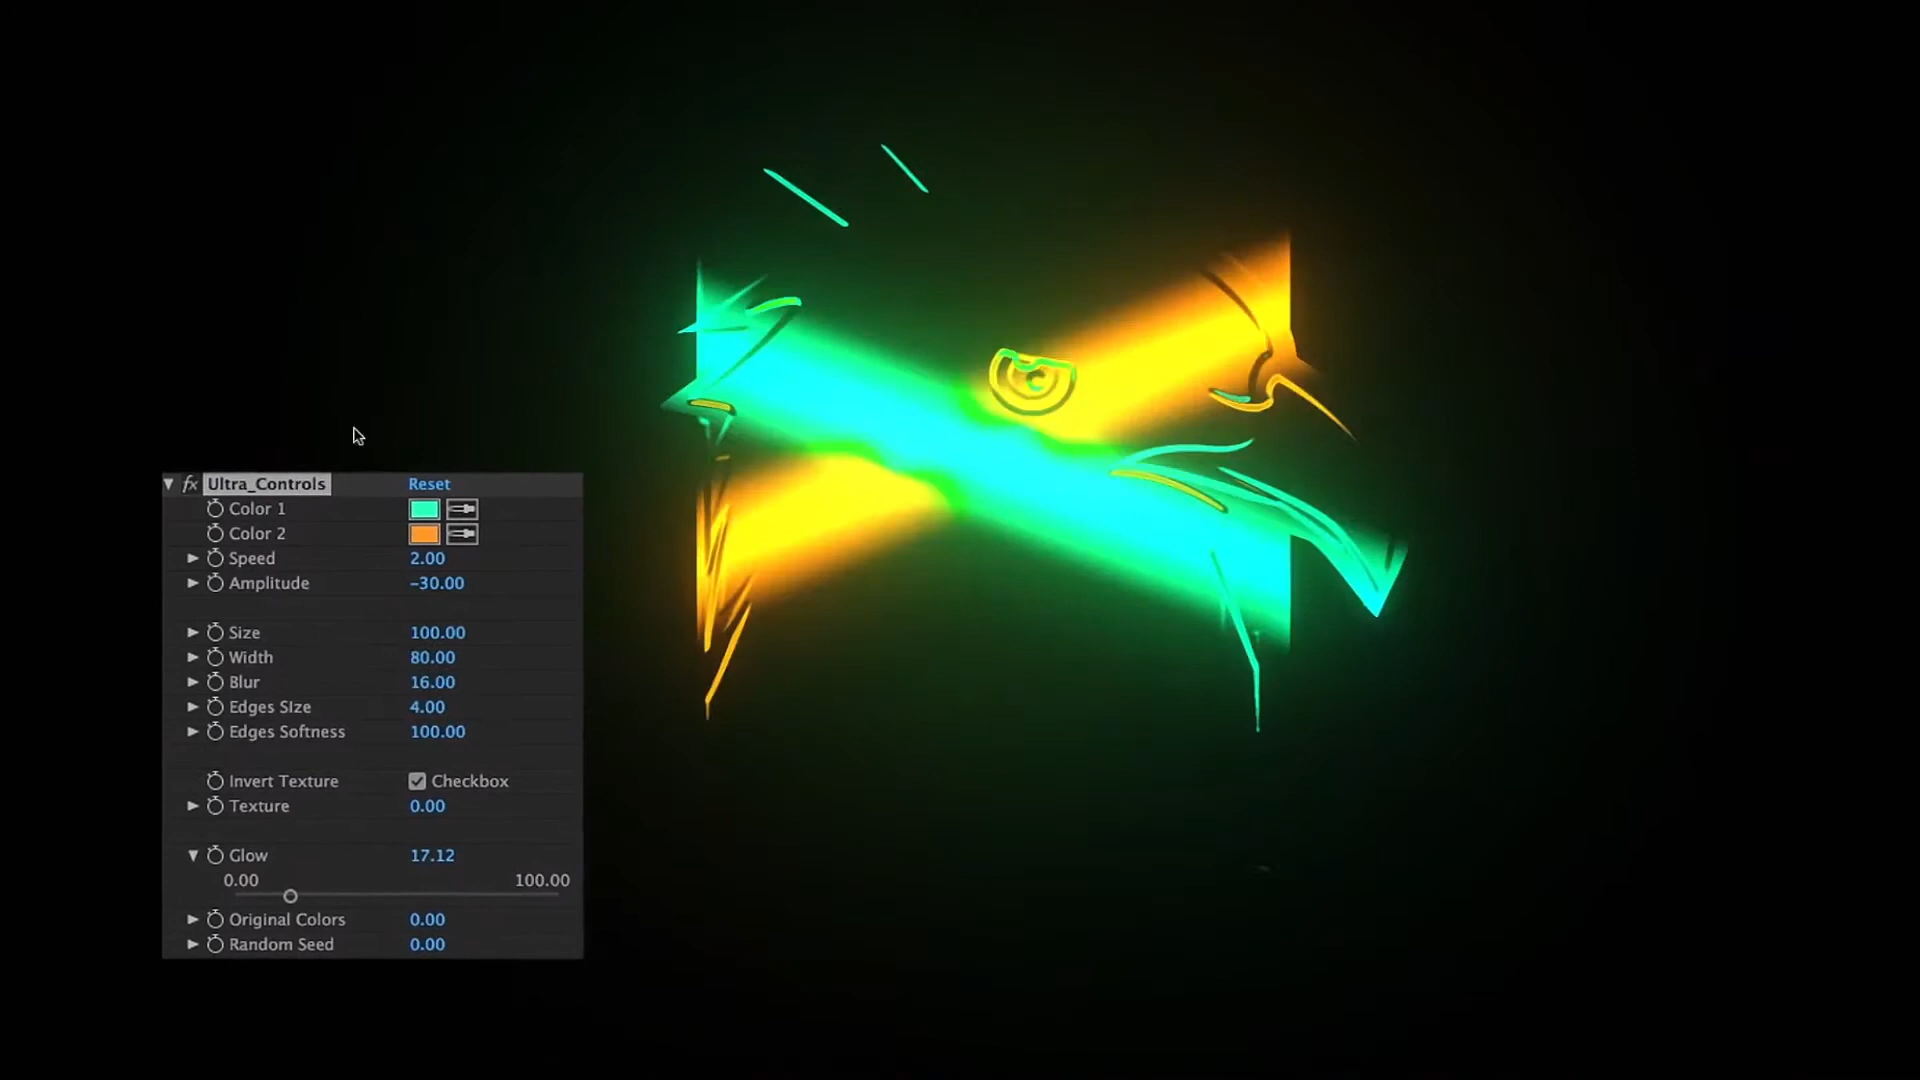 fx Ultra_Controls Reset
Color 1
Color 2
Speed 2.00
Amplitude -30.00
Size 100.00
Width 80.00
Blur 16.00
Edges SIze 4.00
Edges Softness 100.00
Invert Texture Checkbox
Texture 0.00
Glow 17.12
0.00 100.00
Original Colors 0.00
Random Seed 0.00